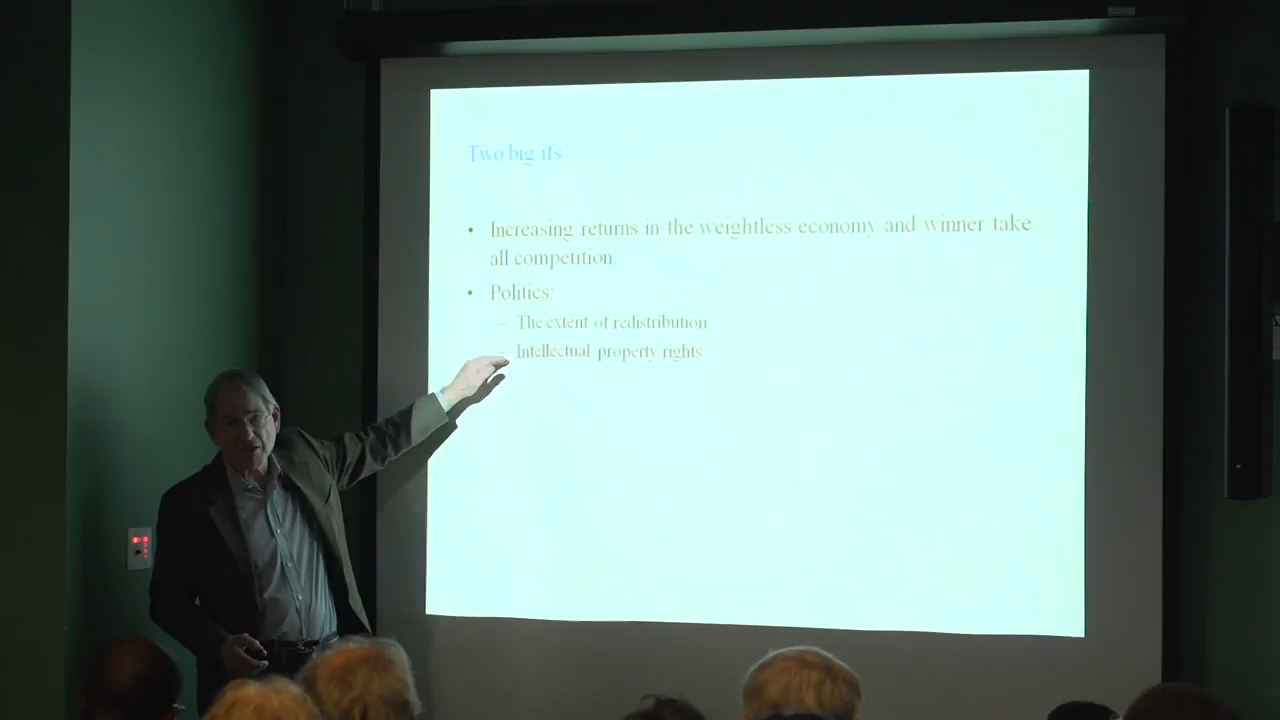 Two big ifs
• Increasing returns in the weightless economy and winner take
all competition.
• Politics:
– The extent of redistribution
– Intellectual property rights